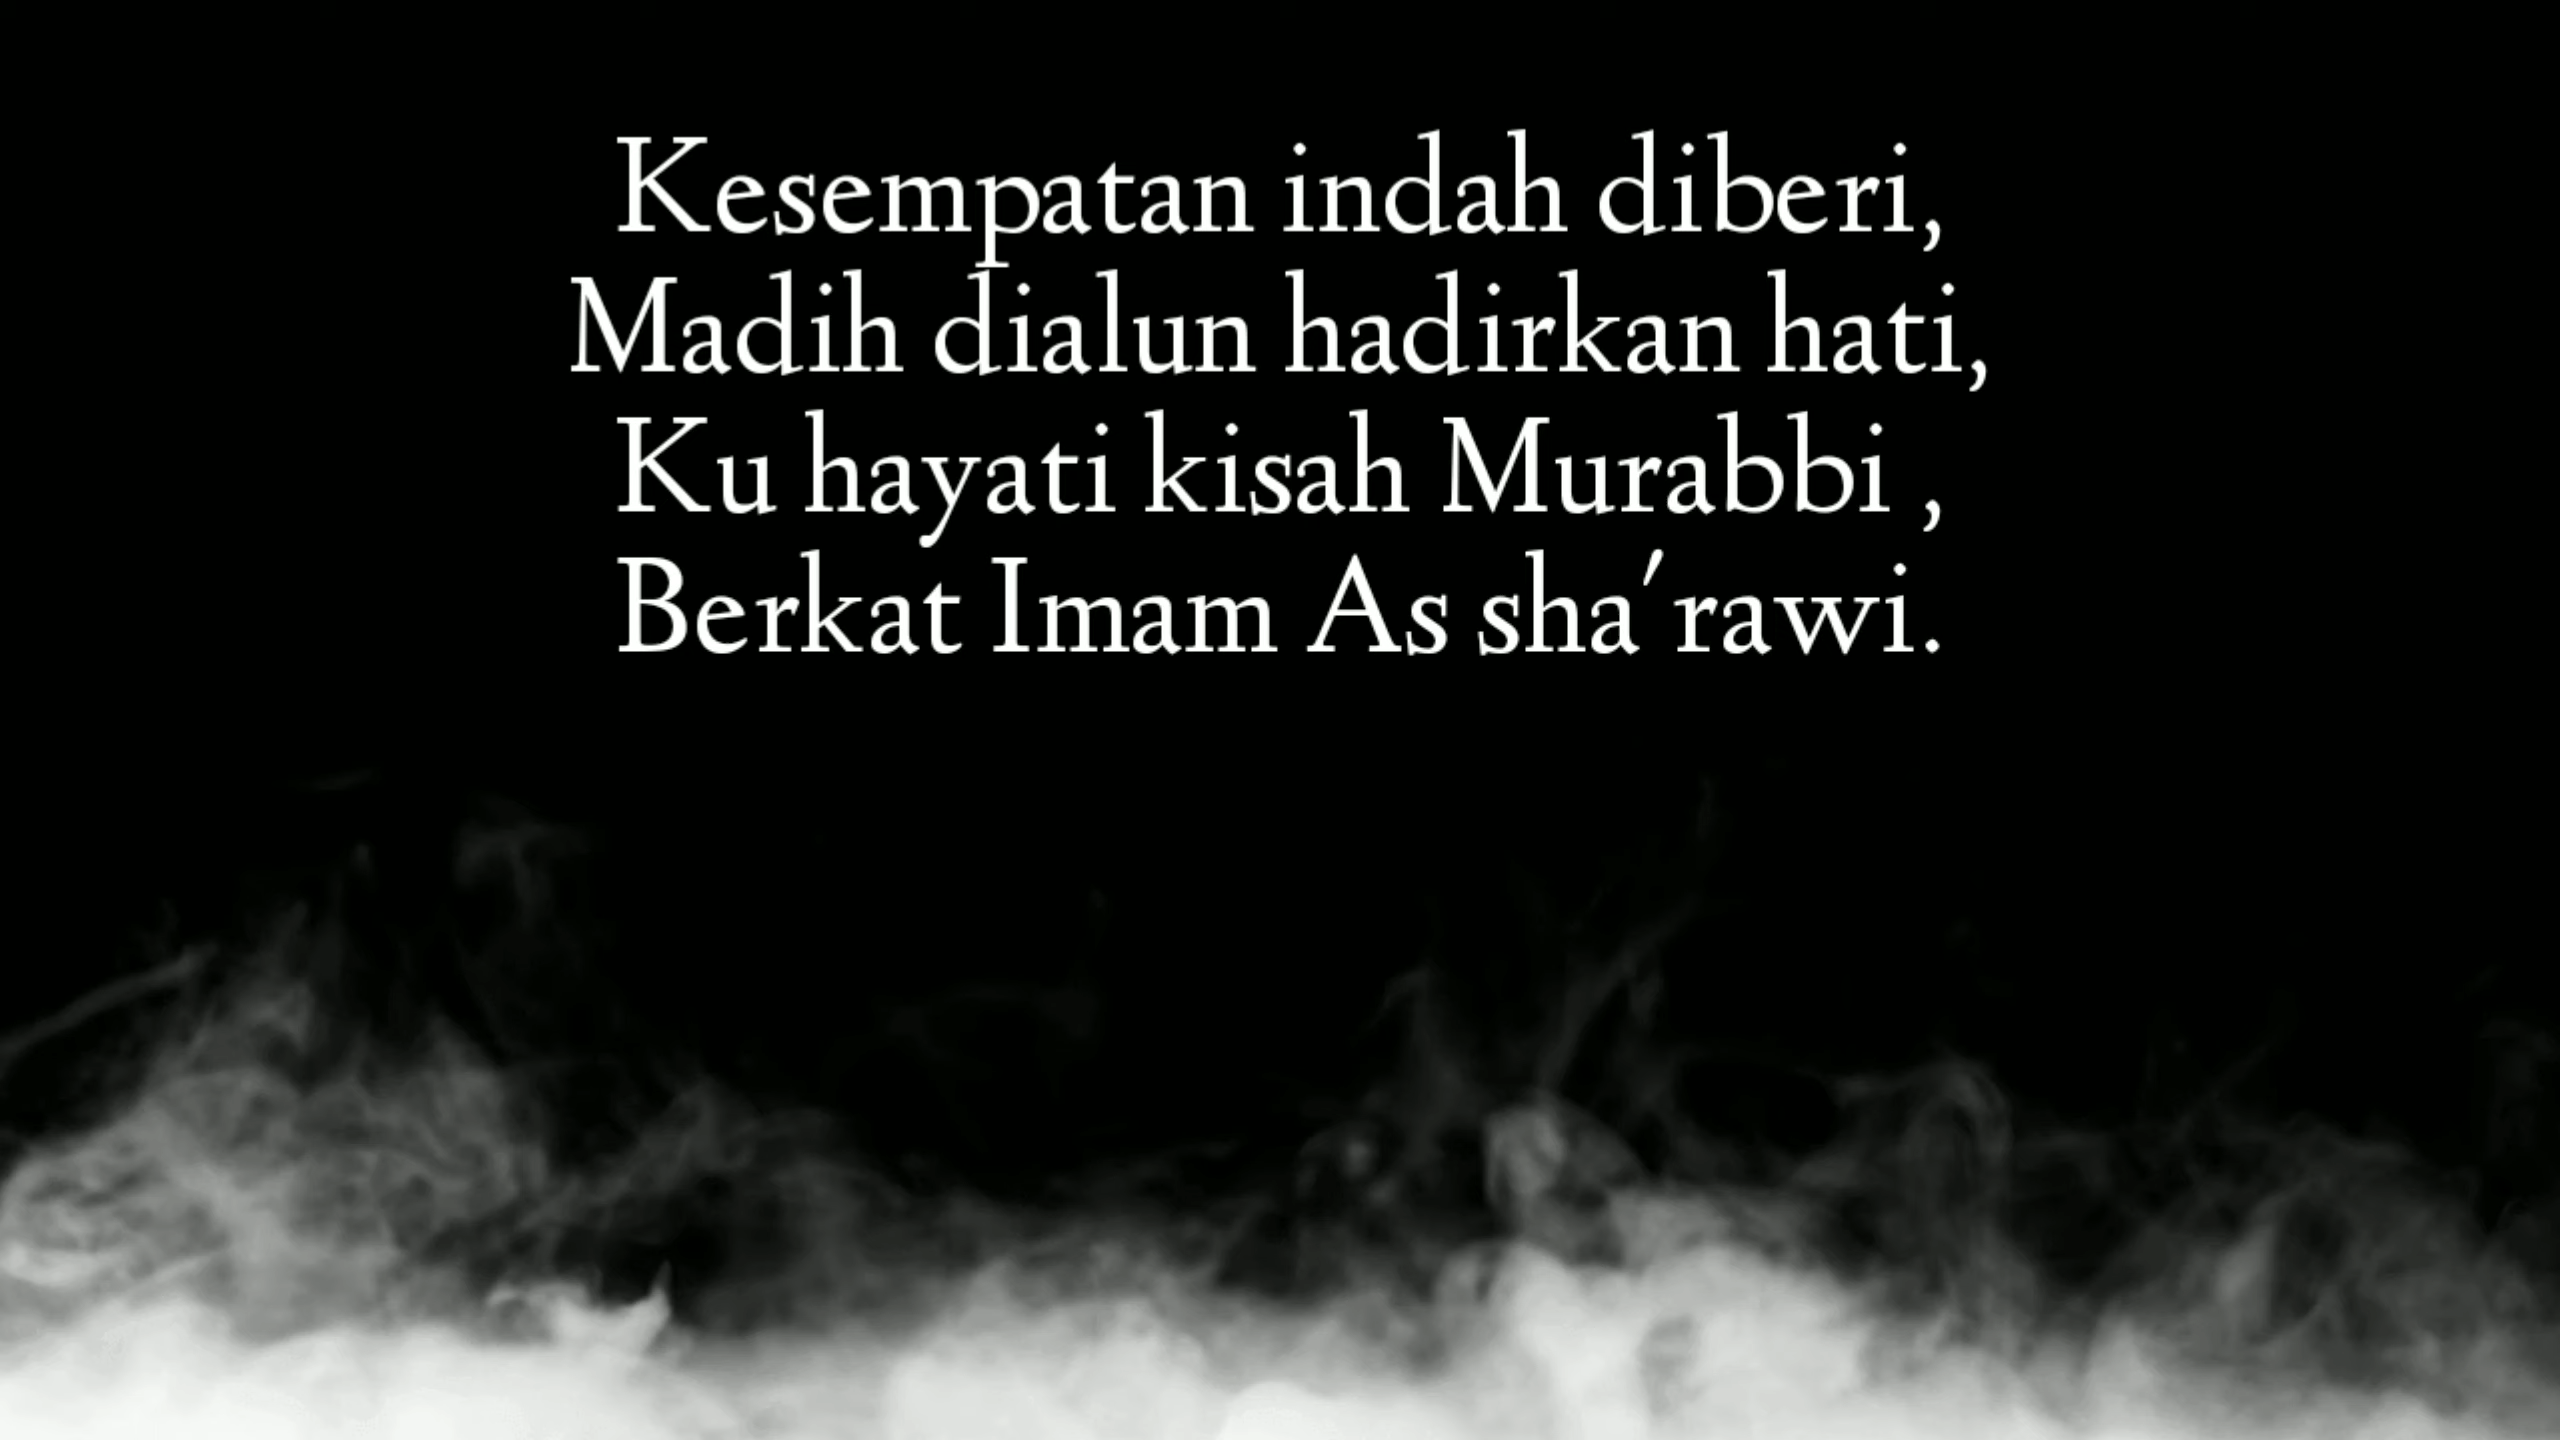 Kesempatan indah diberi,
Madih dialun hadirkan hati,
Ku hayati kisah Murabbi ,
Berkat Imam As sha'rawi.